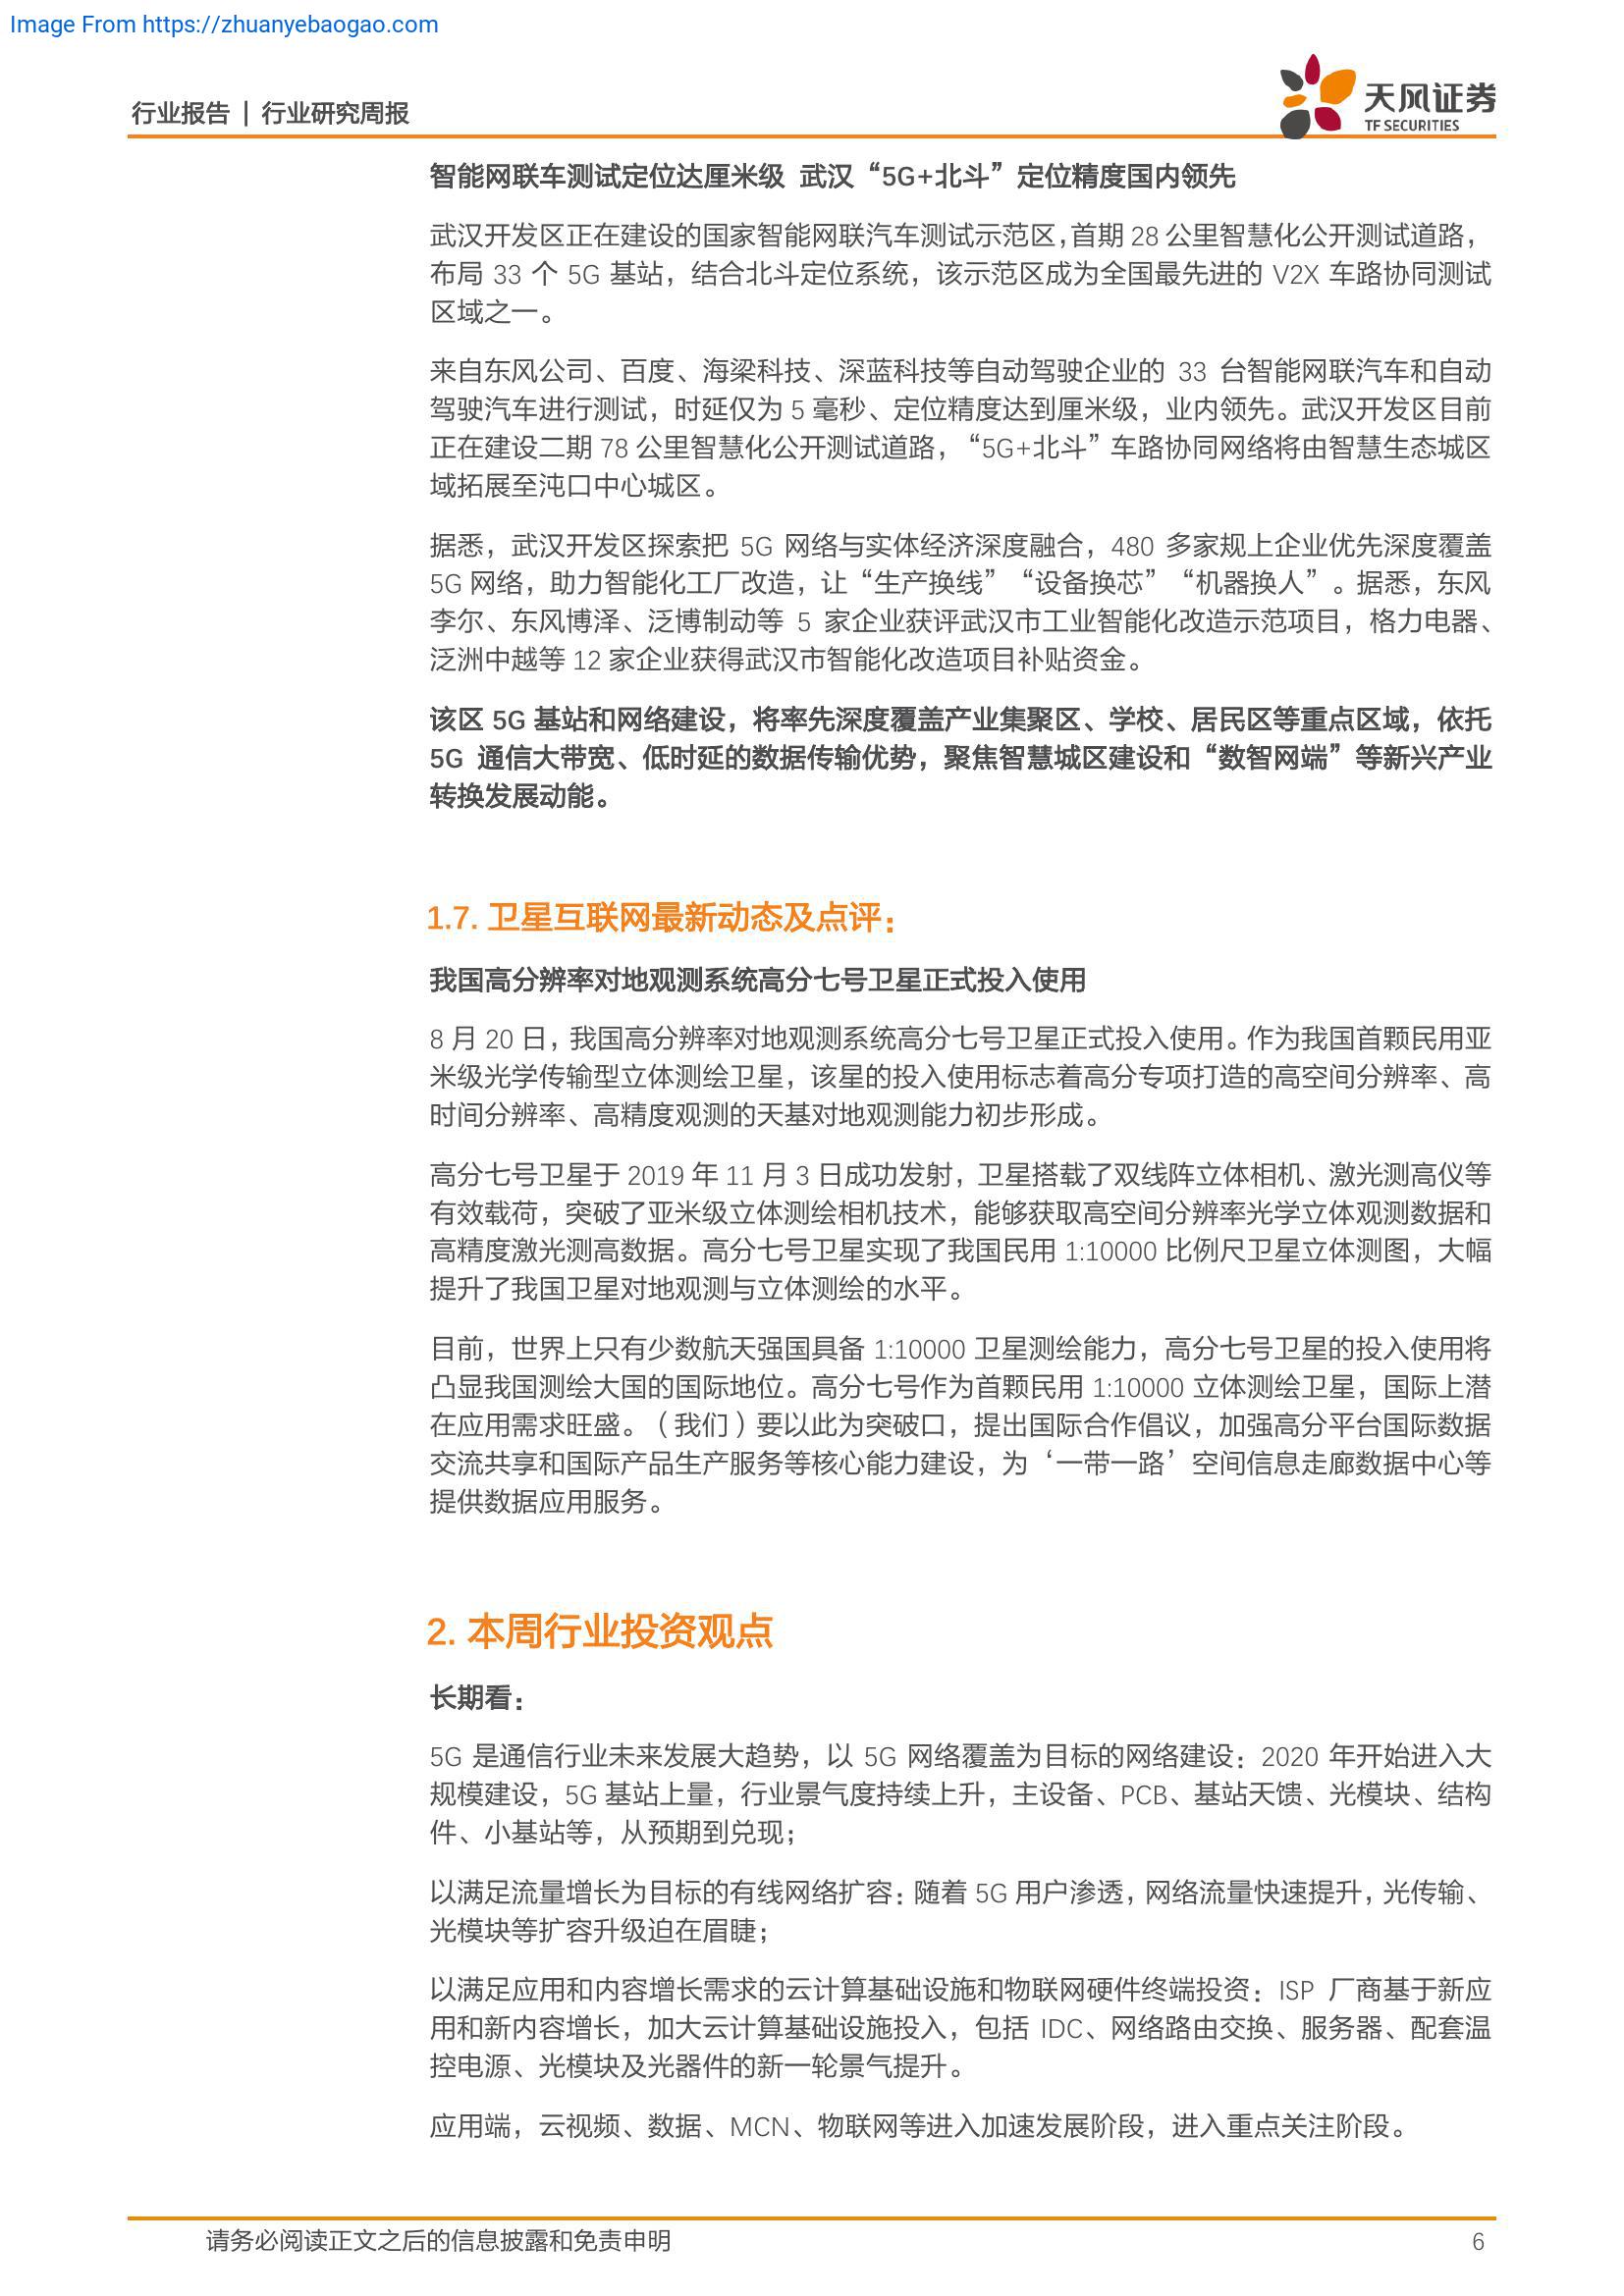 Image From https://zhuanyebaogao.com
行业报告 | 行业研究周报
天风证券
TF SECURITIES
智能网联车测试定位达厘米级 武汉“5G+北斗”定位精度国内领先
武汉开发区正在建设的国家智能网联汽车测试示范区，首期 28 公里智慧化公开测试道路，
布局 33 个 5G 基站，结合北斗定位系统，该示范区成为全国最先进的 V2X 车路协同测试
区域之一。
来自东风公司、百度、海梁科技、深蓝科技等自动驾驶企业的 33 台智能网联汽车和自动
驾驶汽车进行测试，时延仅为 5 毫秒、定位精度达到厘米级，业内领先。武汉开发区目前
正在建设二期 78 公里智慧化公开测试道路，“5G+北斗”车路协同网络将由智慧生态城区
域拓展至沌口中心城区。
据悉，武汉开发区探索把 5G 网络与实体经济深度融合，480 多家规上企业优先深度覆盖
5G 网络，助力智能化工厂改造，让“生产换线”“设备换芯”“机器换人”。据悉，东风
李尔、东风博泽、泛博制动等 5 家企业获评武汉市工业智能化改造示范项目，格力电器、
泛洲中越等 12 家企业获得武汉市智能化改造项目补贴资金。
该区 5G 基站和网络建设，将率先深度覆盖产业集聚区、学校、居民区等重点区域，依托
5G 通信大带宽、低时延的数据传输优势，聚焦智慧城区建设和“数智网端”等新兴产业
转换发展动能。
1.7. 卫星互联网最新动态及点评：
我国高分辨率对地观测系统高分七号卫星正式投入使用
8 月 20 日，我国高分辨率对地观测系统高分七号卫星正式投入使用。作为我国首颗民用亚
米级光学传输型立体测绘卫星，该星的投入使用标志着高分专项打造的高空间分辨率、高
时间分辨率、高精度观测的天基对地观测能力初步形成。
高分七号卫星于 2019 年 11 月 3 日成功发射，卫星搭载了双线阵立体相机、激光测高仪等
有效载荷，突破了亚米级立体测绘相机技术，能够获取高空间分辨率光学立体观测数据和
高精度激光测高数据。高分七号卫星实现了我国民用 1:10000 比例尺卫星立体测图，大幅
提升了我国卫星对地观测与立体测绘的水平。
目前，世界上只有少数航天强国具备 1:10000 卫星测绘能力，高分七号卫星的投入使用将
凸显我国测绘大国的国际地位。高分七号作为首颗民用 1:10000 立体测绘卫星，国际上潜
在应用需求旺盛。（我们）要以此为突破口，提出国际合作倡议，加强高分平台国际数据
交流共享和国际产品生产服务等核心能力建设，为‘一带一路’空间信息走廊数据中心等
提供数据应用服务。
2. 本周行业投资观点
长期看：
5G 是通信行业未来发展大趋势，以 5G 网络覆盖为目标的网络建设：2020 年开始进入大
规模建设，5G 基站上量，行业景气度持续上升，主设备、PCB、基站天馈、光模块、结构
件、小基站等，从预期到兑现；
以满足流量增长为目标的有线网络扩容：随着 5G 用户渗透，网络流量快速提升，光传输、
光模块等扩容升级迫在眉睫；
以满足应用和内容增长需求的云计算基础设施和物联网硬件终端投资：ISP 厂商基于新应
用和新内容增长，加大云计算基础设施投入，包括 IDC、网络路由交换、服务器、配套温
控电源、光模块及光器件的新一轮景气提升。
应用端，云视频、数据、MCN、物联网等进入加速发展阶段，进入重点关注阶段。
请务必阅读正文之后的信息披露和免责申明
6